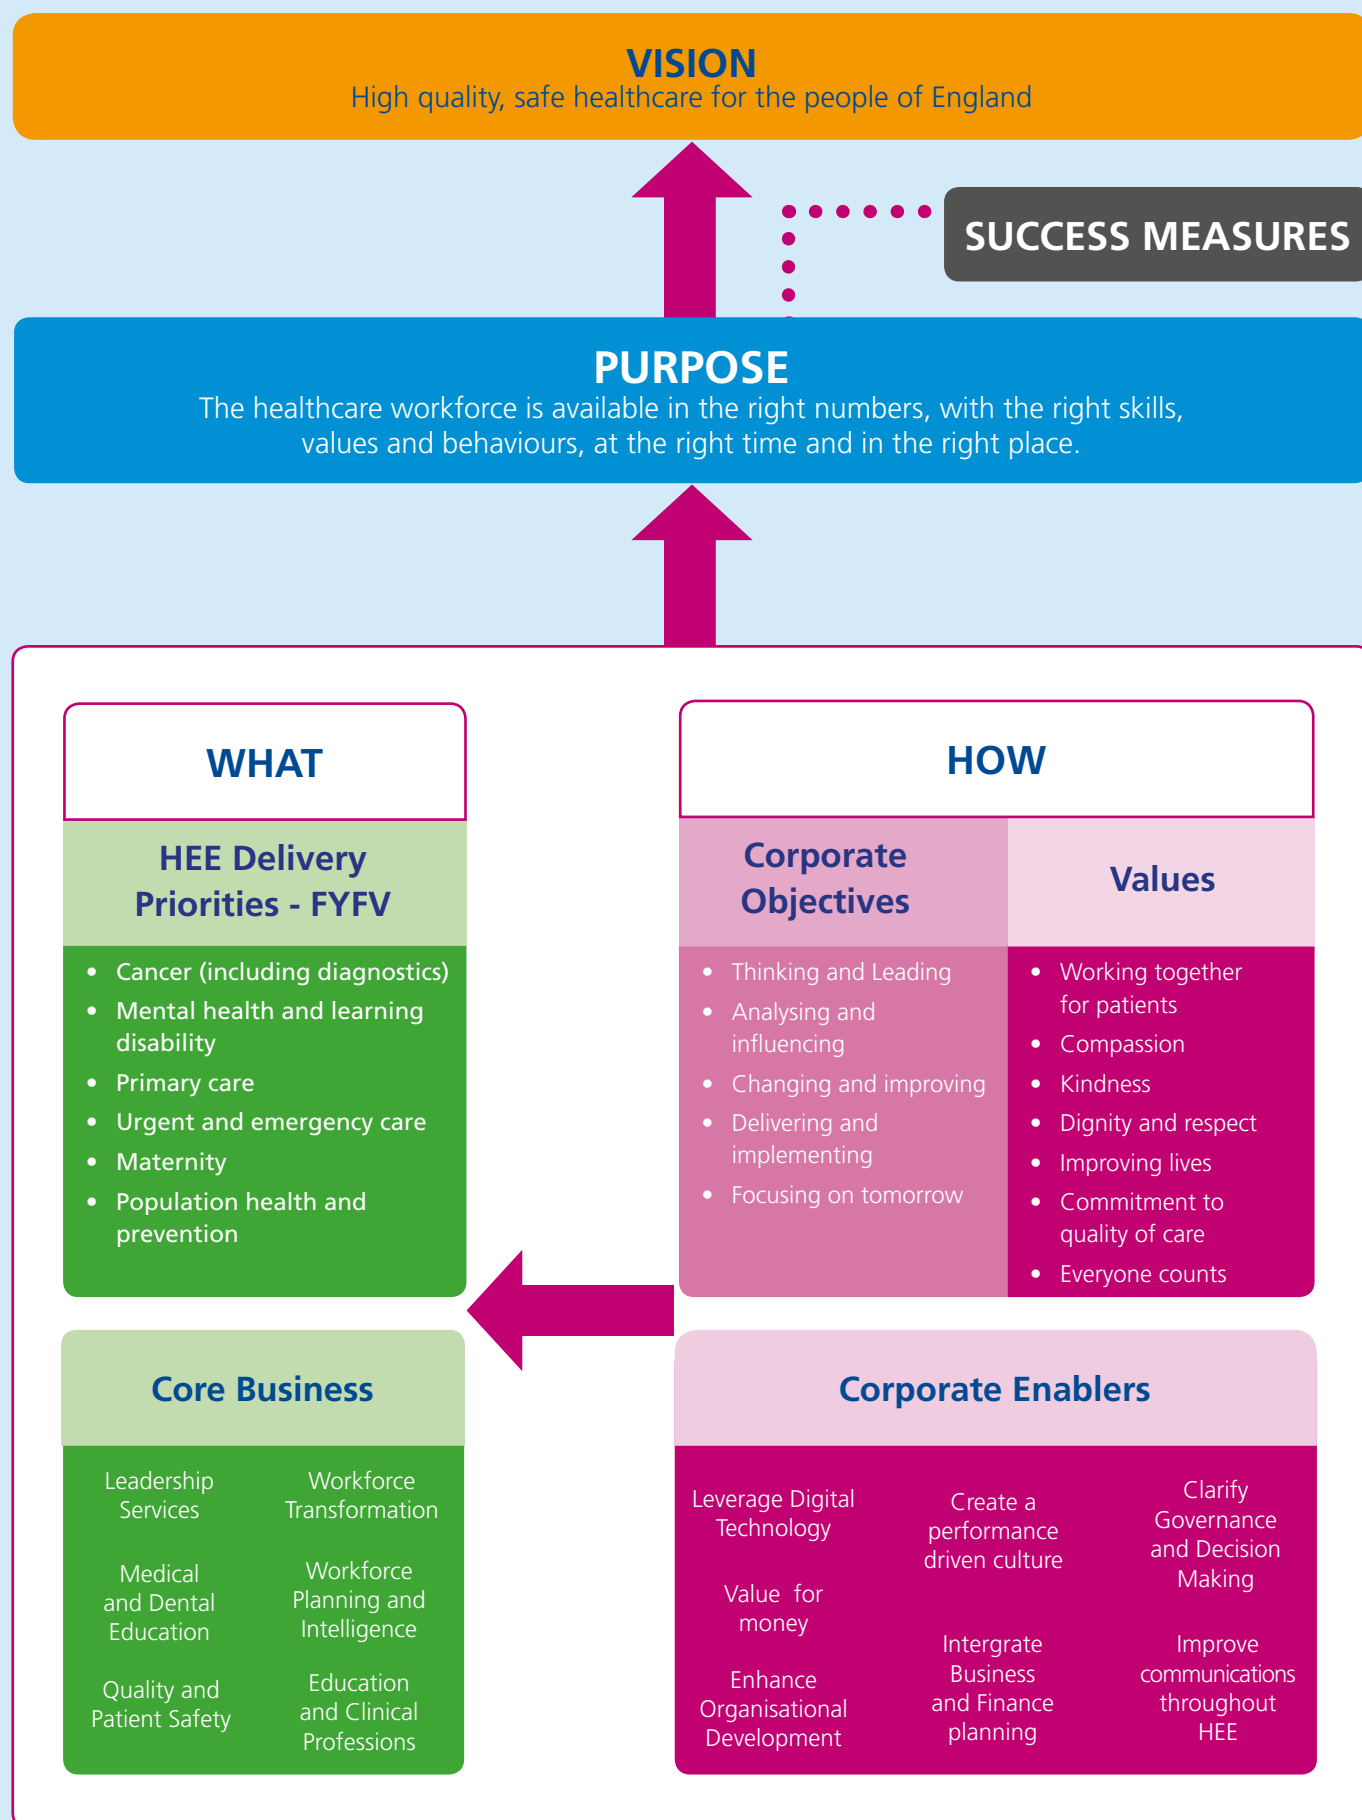 VISION
High quality, safe healthcare for the people of England
SUCCESS MEASURES
PURPOSE
The healthcare workforce is available in the right numbers, with the right skills,
values and behaviours, at the right time and in the right place.
WHAT
HEE Delivery
Priorities - FYFV
• Cancer (including diagnostics)
• Mental health and learning
disability
• Primary care
• Urgent and emergency care
• Maternity
• Population health and
prevention
HOW
Corporate
Objectives
• Thinking and Leading
• Analysing and
influencing
• Changing and improving
• Delivering and
implementing
• Focusing on tomorrow
Values
• Working together
for patients
• Compassion
• Kindness
• Dignity and respect
• Improving lives
• Commitment to
quality of care
• Everyone counts
Core Business
Leadership
Services
Medical
and Dental
Education
Quality and
Patient Safety
Workforce
Transformation
Workforce
Planning and
Intelligence
Education
and Clinical
Professions
Corporate Enablers
Leverage Digital
Technology
Value for
money
Enhance
Organisational
Development
Create a
performance
driven culture
Intergrate
Business
and Finance
planning
Clarify
Governance
and Decision
Making
Improve
communications
throughout
HEE